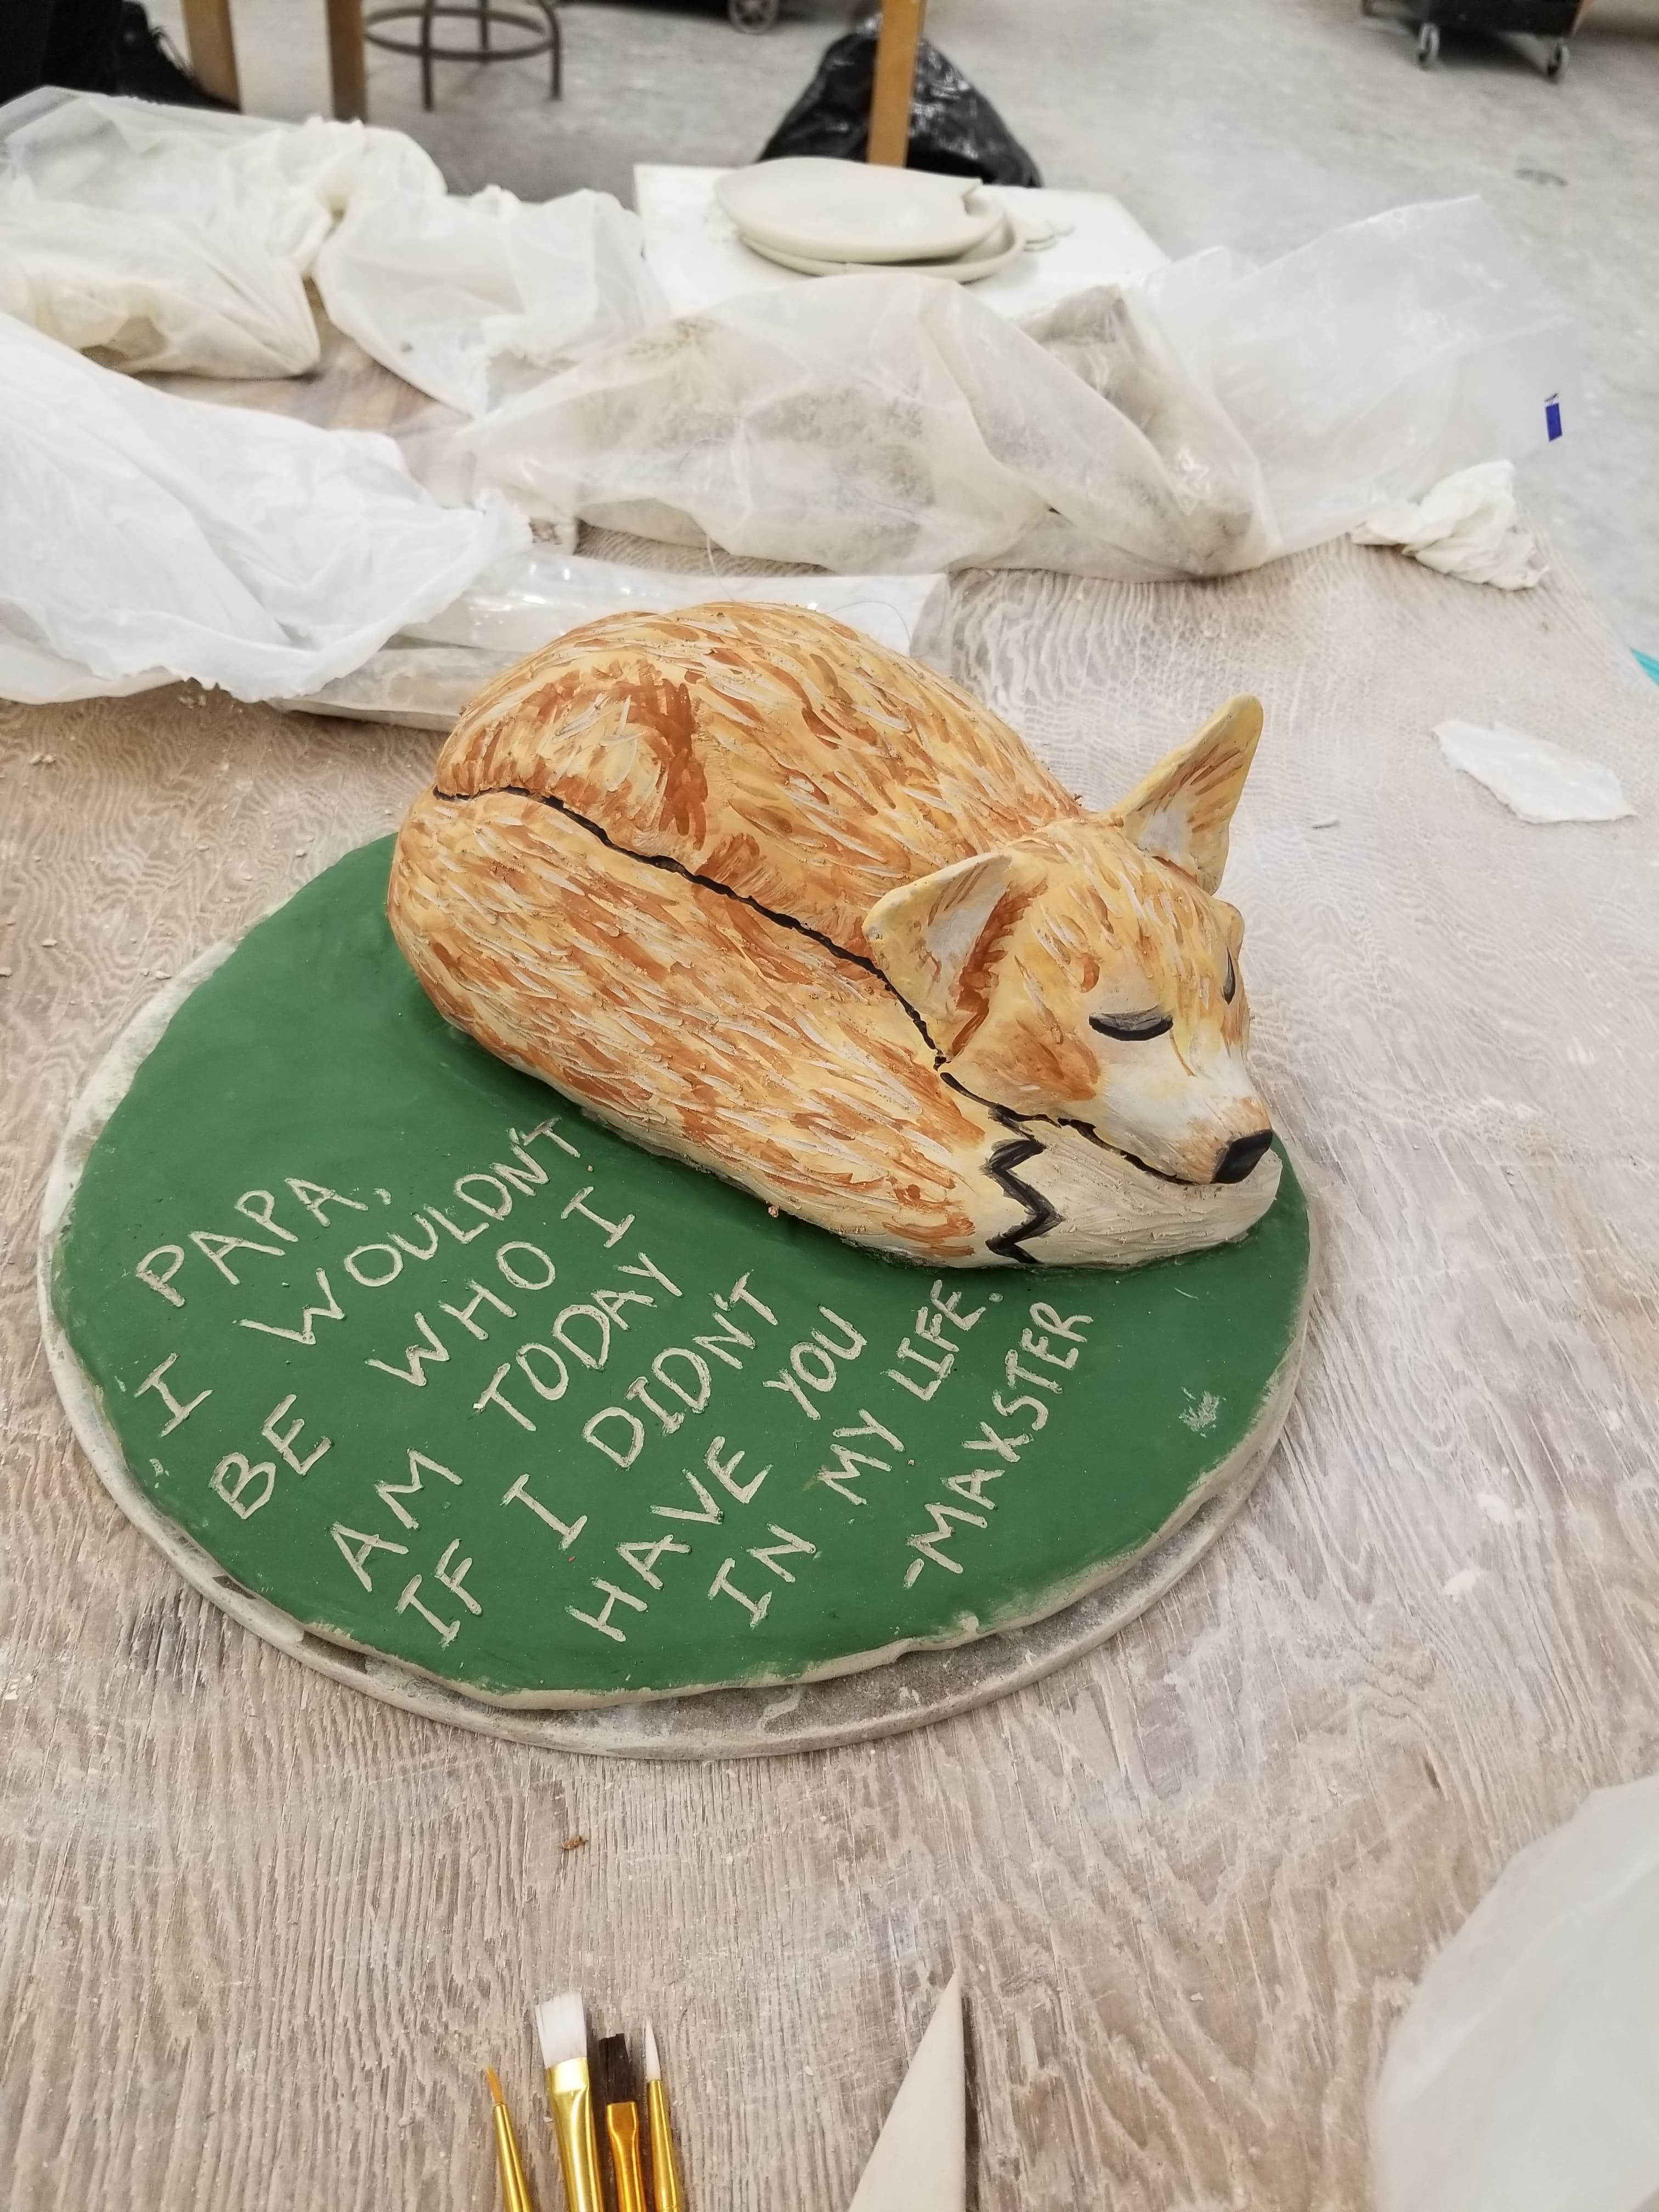 PAPA,
I WOULDN'T
BE WHO I
AM TODAY
IF I DIDN'T
HAVE YOU
IN MY LIFE.
-MAXSTER